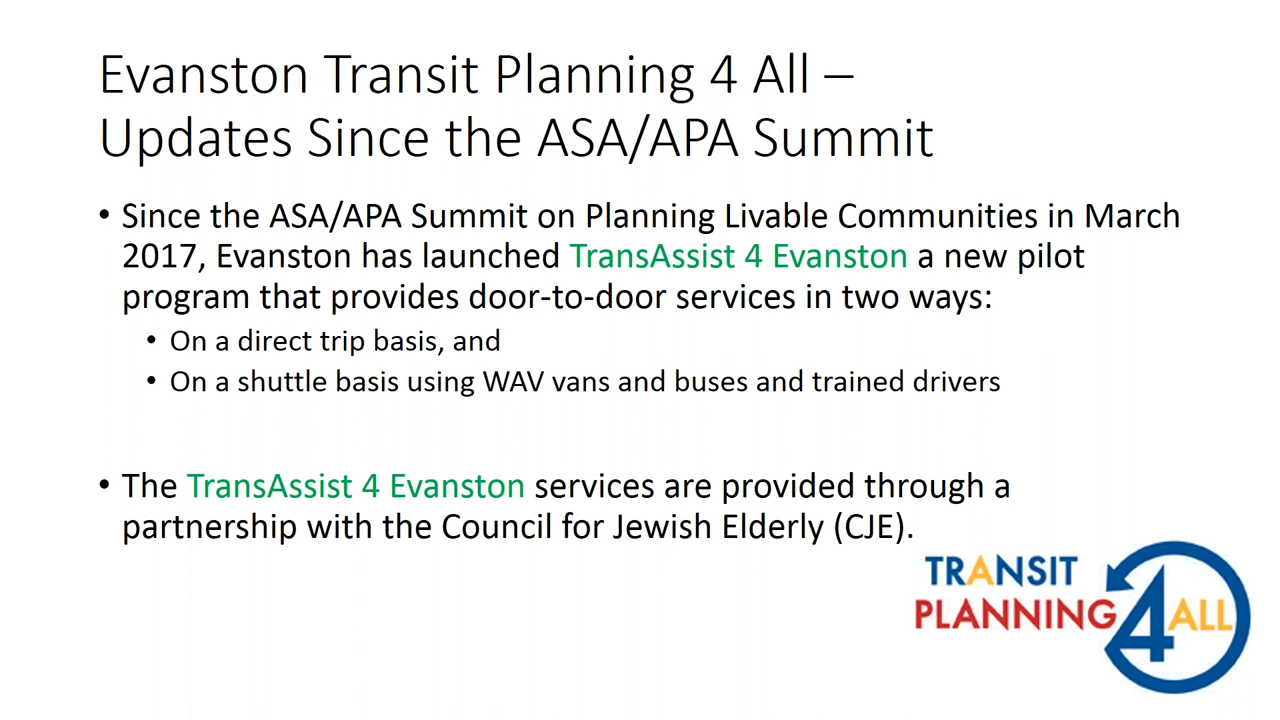 Evanston Transit Planning 4 All –
Updates Since the ASA/APA Summit
• Since the ASA/APA Summit on Planning Livable Communities in March
2017, Evanston has launched TransAssist 4 Evanston a new pilot
program that provides door-to-door services in two ways:
• On a direct trip basis, and
• On a shuttle basis using WAV vans and buses and trained drivers
• The TransAssist 4 Evanston services are provided through a
partnership with the Council for Jewish Elderly (CJE).
TRANSIT
PLANNING 4 ALL